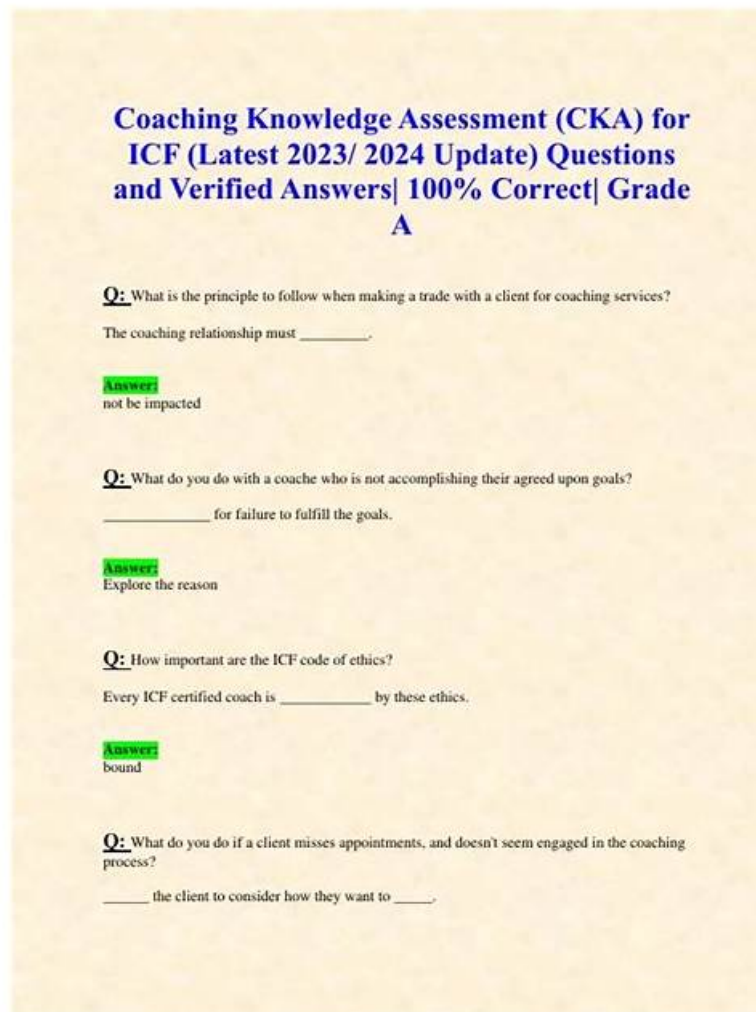 Coaching Knowledge Assessment (CKA) for
ICF (Latest 2023/ 2024 Update) Questions
and Verified Answers| 100% Correct| Grade
A
Q: What is the principle to follow when making a trade with a client for coaching services?
The coaching relationship must _________.
Answer:
not be impacted
Q: What do you do with a coache who is not accomplishing their agreed upon goals?
______________ for failure to fulfill the goals.
Answer:
Explore the reason
Q: How important are the ICF code of ethics?
Every ICF certified coach is ____________ by these ethics.
Answer:
bound
Q: What do you do if a client misses appointments, and doesn't seem engaged in the coaching
process?
______ the client to consider how they want to _____.